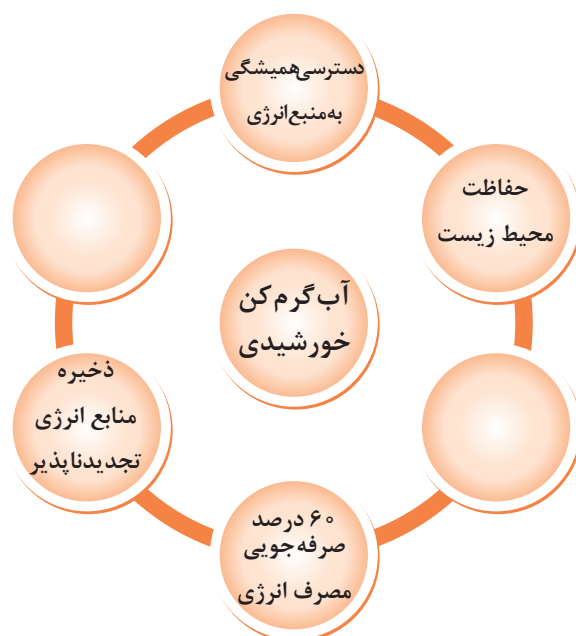 دسترسی همیشگی
به منبع انرژی
حفاظت
محیط زیست
آب گرم کن
خورشیدی
ذخیره
منابع انرژی
تجدیدناپذیر
۶۰ درصد
صرفه جویی
مصرف انرژی